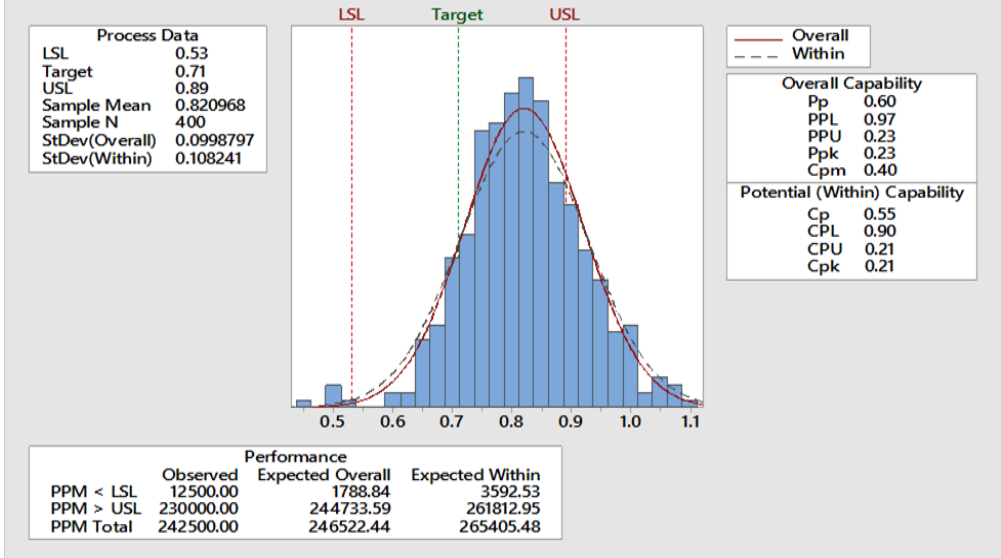 LSL Target USL
Process Data
LSL 0.53
Target 0.71
USL 0.89
Sample Mean 0.820968
Sample N 400
StDev(Overall) 0.0998797
StDev(Within) 0.108241
Overall
Within
Overall Capability
Pp 0.60
PPL 0.97
PPU 0.23
Ppk 0.23
Cpm 0.40
Potential (Within) Capability
Cp 0.55
CPL 0.90
CPU 0.21
Cpk 0.21
0.5 0.6 0.7 0.8 0.9 1.0 1.1
Performance
Observed Expected Overall Expected Within
PPM < LSL 12500.00 1788.84 3592.53
PPM > USL 230000.00 244733.59 261812.95
PPM Total 242500.00 246522.44 265405.48